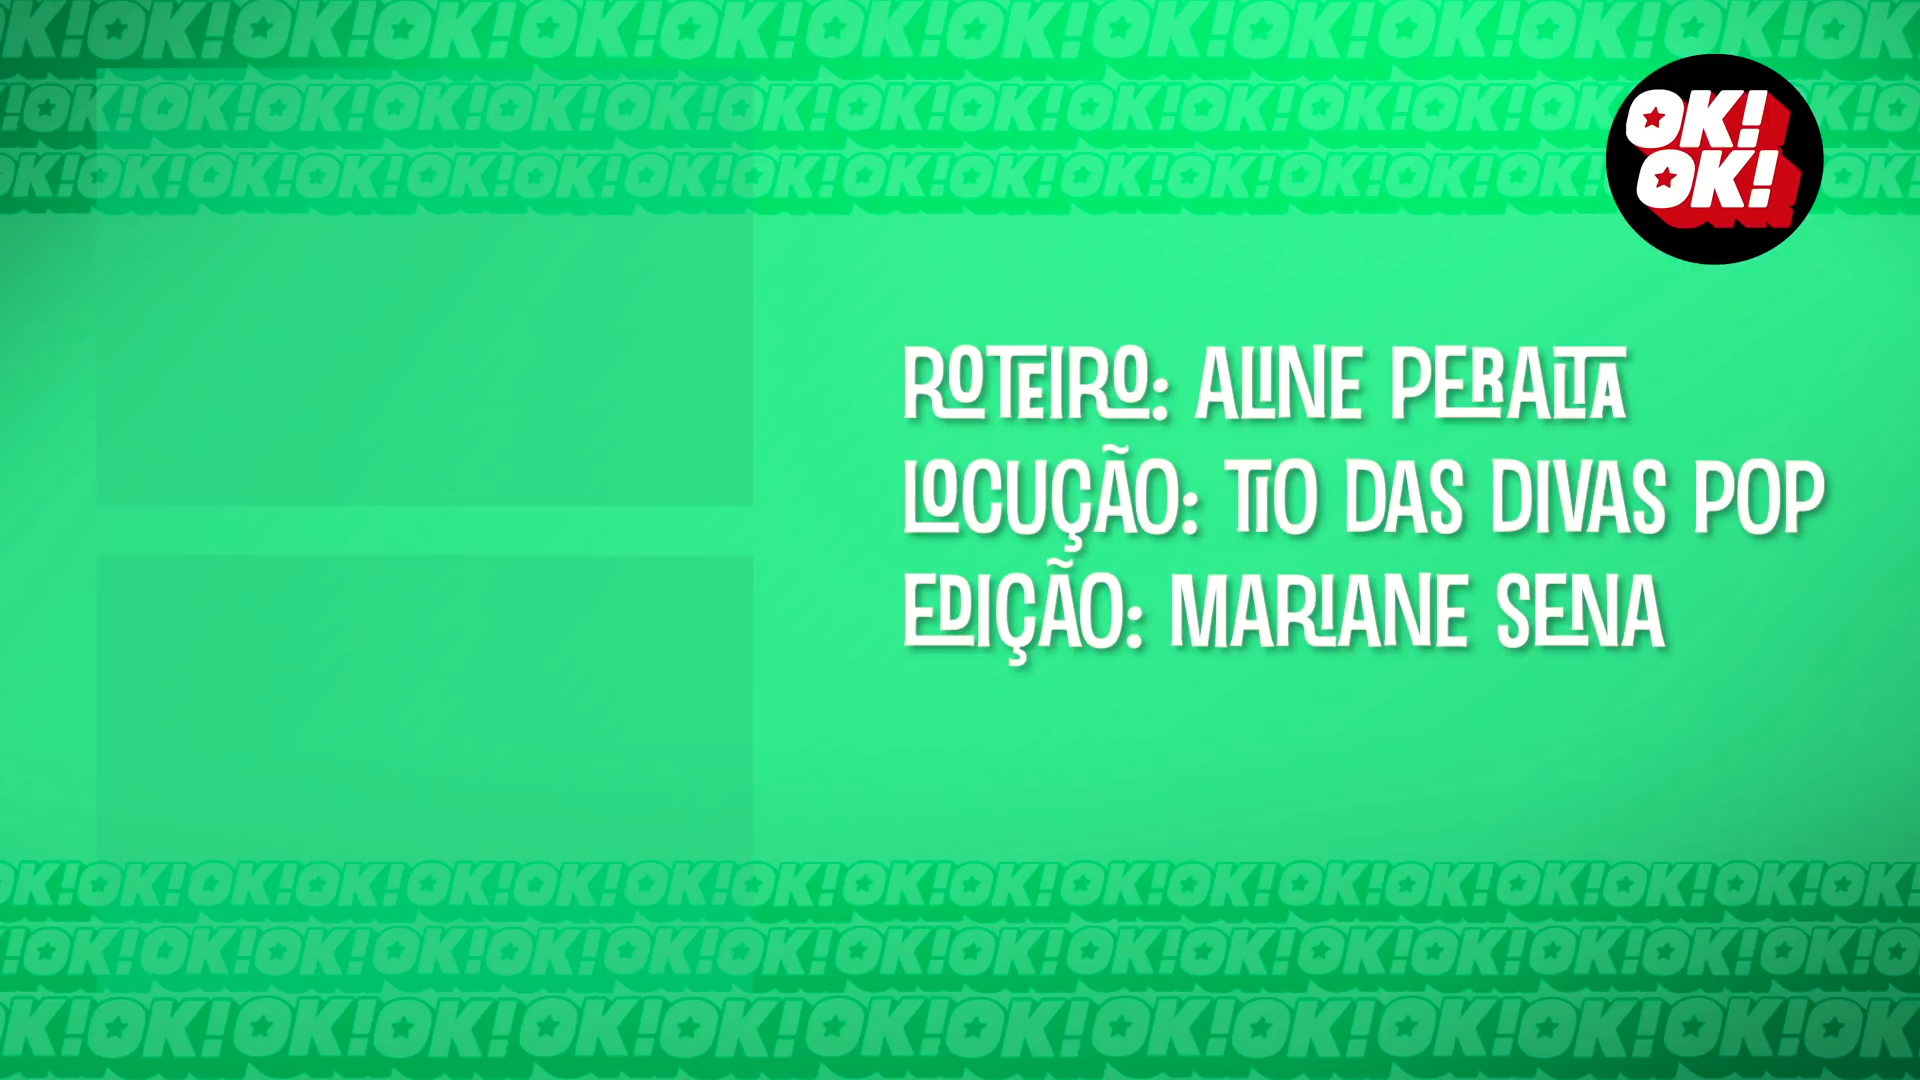 OK!
OK!
ROTEIRO: ALINE PERALTA
LOCUÇÃO: TIO DAS DIVAS POP
EDIÇÃO: MARIANE SENA